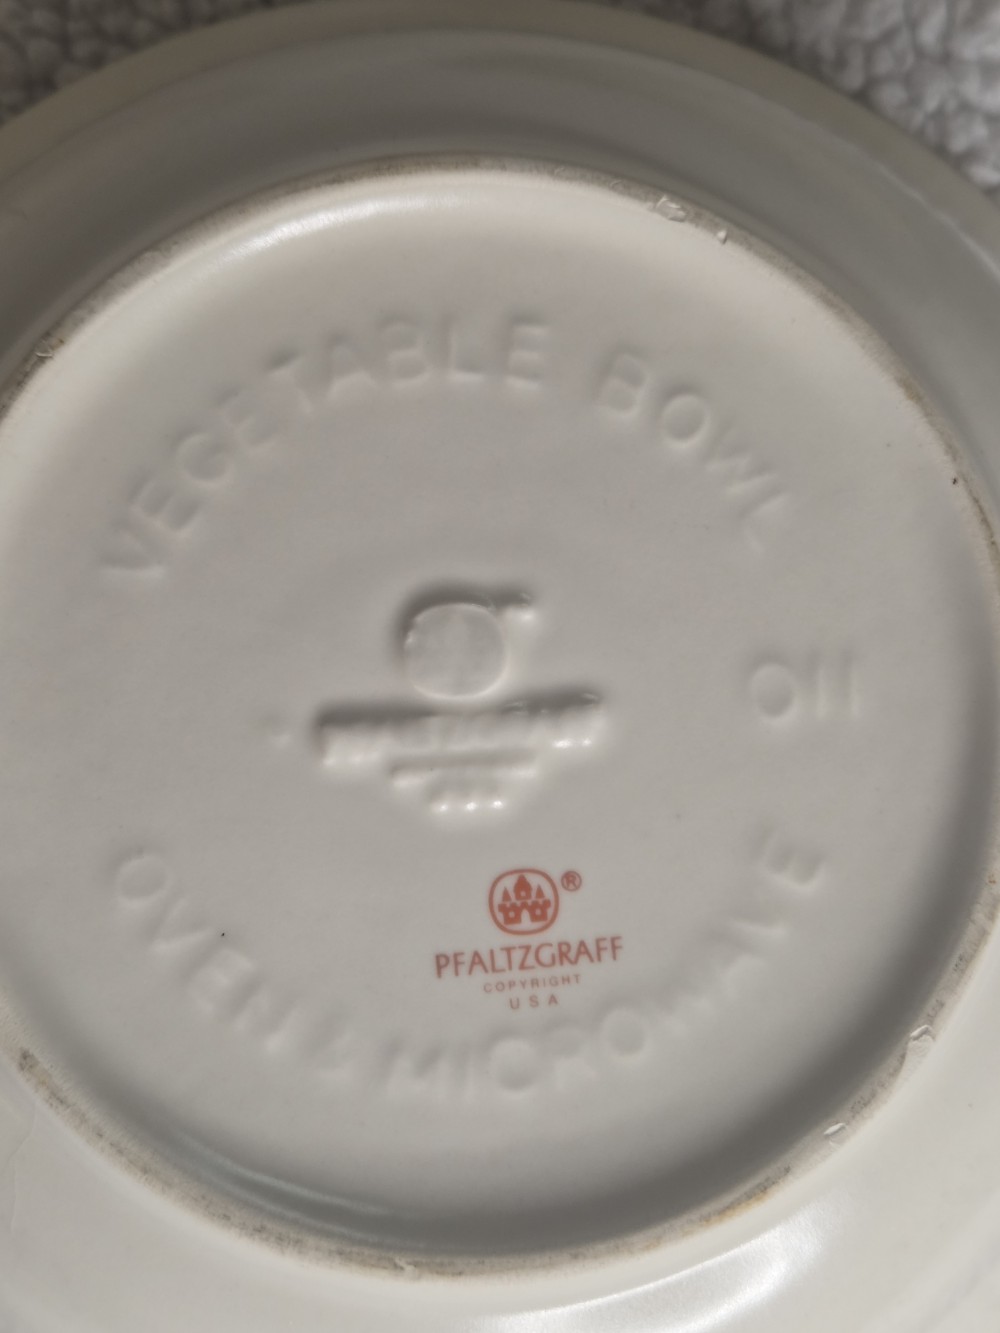 VEGETABLE BOWL
011
®
PFALTZGRAFF
COPYRIGHT
USA
OVEN & MICROWAVE